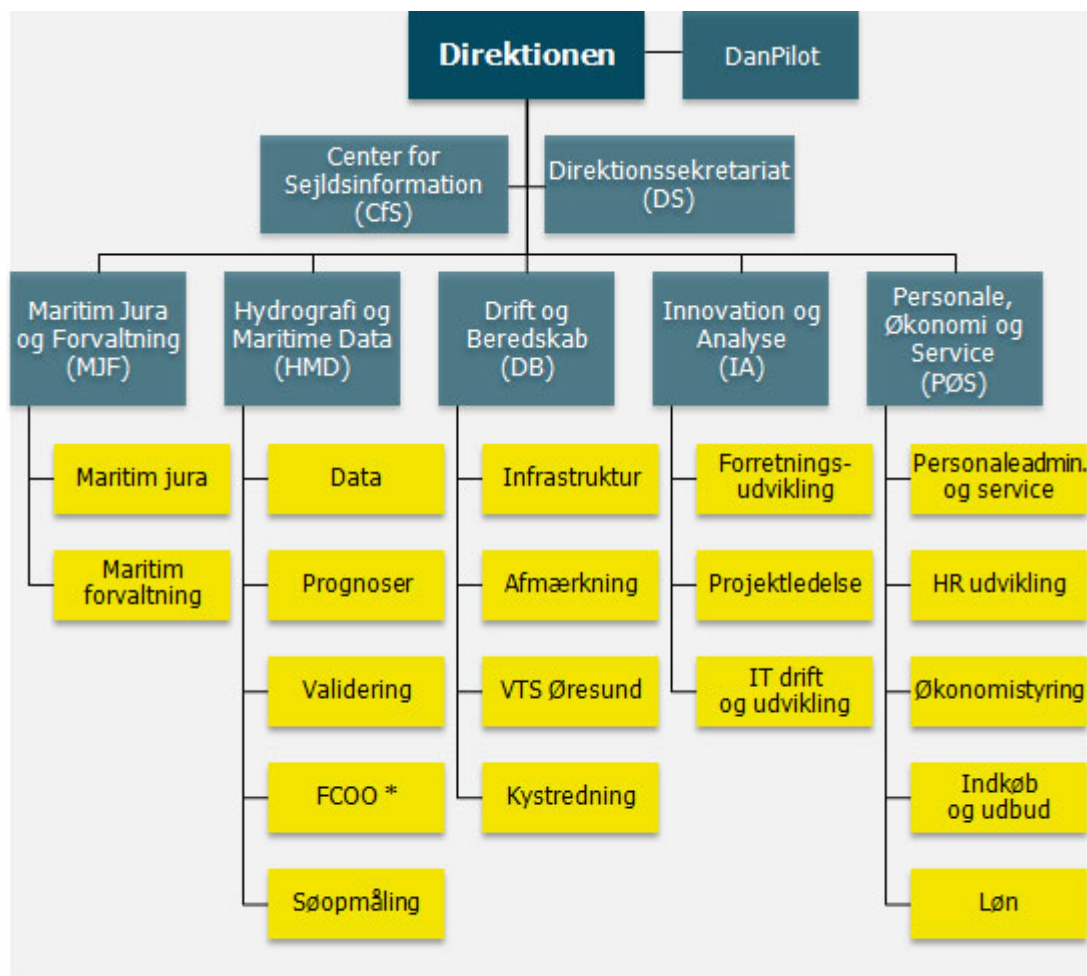 Direktionen
DanPilot
Center for
Sejldsinformation
(CfS)
Direktionssekretariat
(DS)
Maritim Jura
og Forvaltning
(MJF)
Hydrografi og
Maritime Data
(HMD)
Drift og
Beredskab
(DB)
Innovation og
Analyse
(IA)
Personale,
Økonomi og
Service
(PØS)
Maritim jura
Maritim
forvaltning
Data
Prognoser
Validering
FCOO *
Søopmåling
Infrastruktur
Afmærkning
VTS Øresund
Kystredning
Forretnings-
udvikling
Projektledelse
IT drift
og udvikling
Personaleadmin.
og service
HR udvikling
Økonomistyring
Indkøb
og udbud
Løn